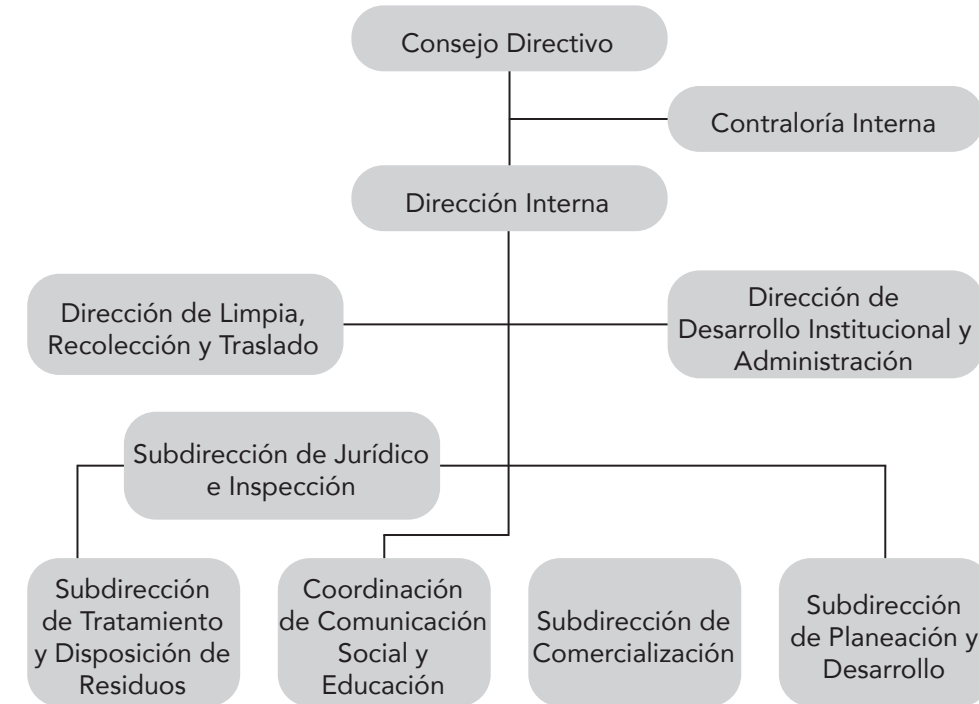 Consejo Directivo
Contraloría Interna
Dirección Interna
Dirección de Limpia,
Recolección y Traslado
Dirección de
Desarrollo Institucional y
Administración
Subdirección de Jurídico
e Inspección
Subdirección
de Tratamiento
y Disposición de
Residuos
Coordinación
de Comunicación
Social y
Educación
Subdirección de
Comercialización
Subdirección
de Planeación y
Desarrollo